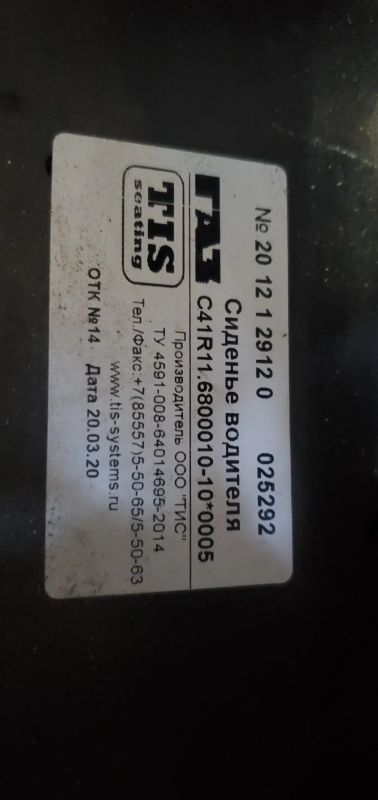 № 20 12 1 2912 0 025292
Сиденье водителя
ГАЗ C41R11.6800010-10*0005
Производитель ООО "ТИС"
TIS
seating
ТУ 4591-008-64014695-2014
Тел./Факс:+7(85557)5-50-65/5-50-63
www.tis-systems.ru
ОТК №14 Дата 20.03.20